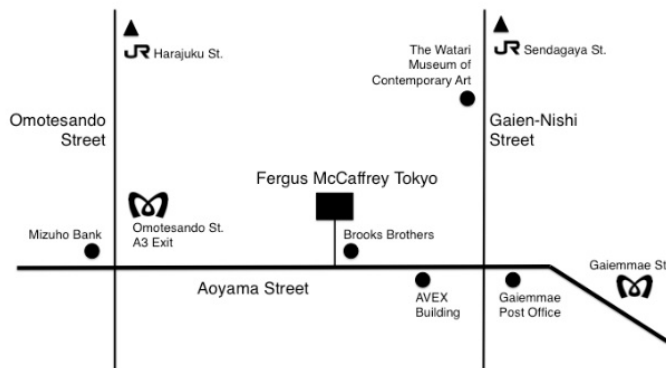 JR Harajuku St.
The Watari
Museum of
Contemporary Art
JR Sendagaya St.
Omotesando
Street
Gaien-Nishi
Street
Fergus McCaffrey Tokyo
Mizuho Bank
Omotesando St.
A3 Exit
Brooks Brothers
Gaiemmae St.
Aoyama Street
AVEX
Building
Gaiemmae
Post Office